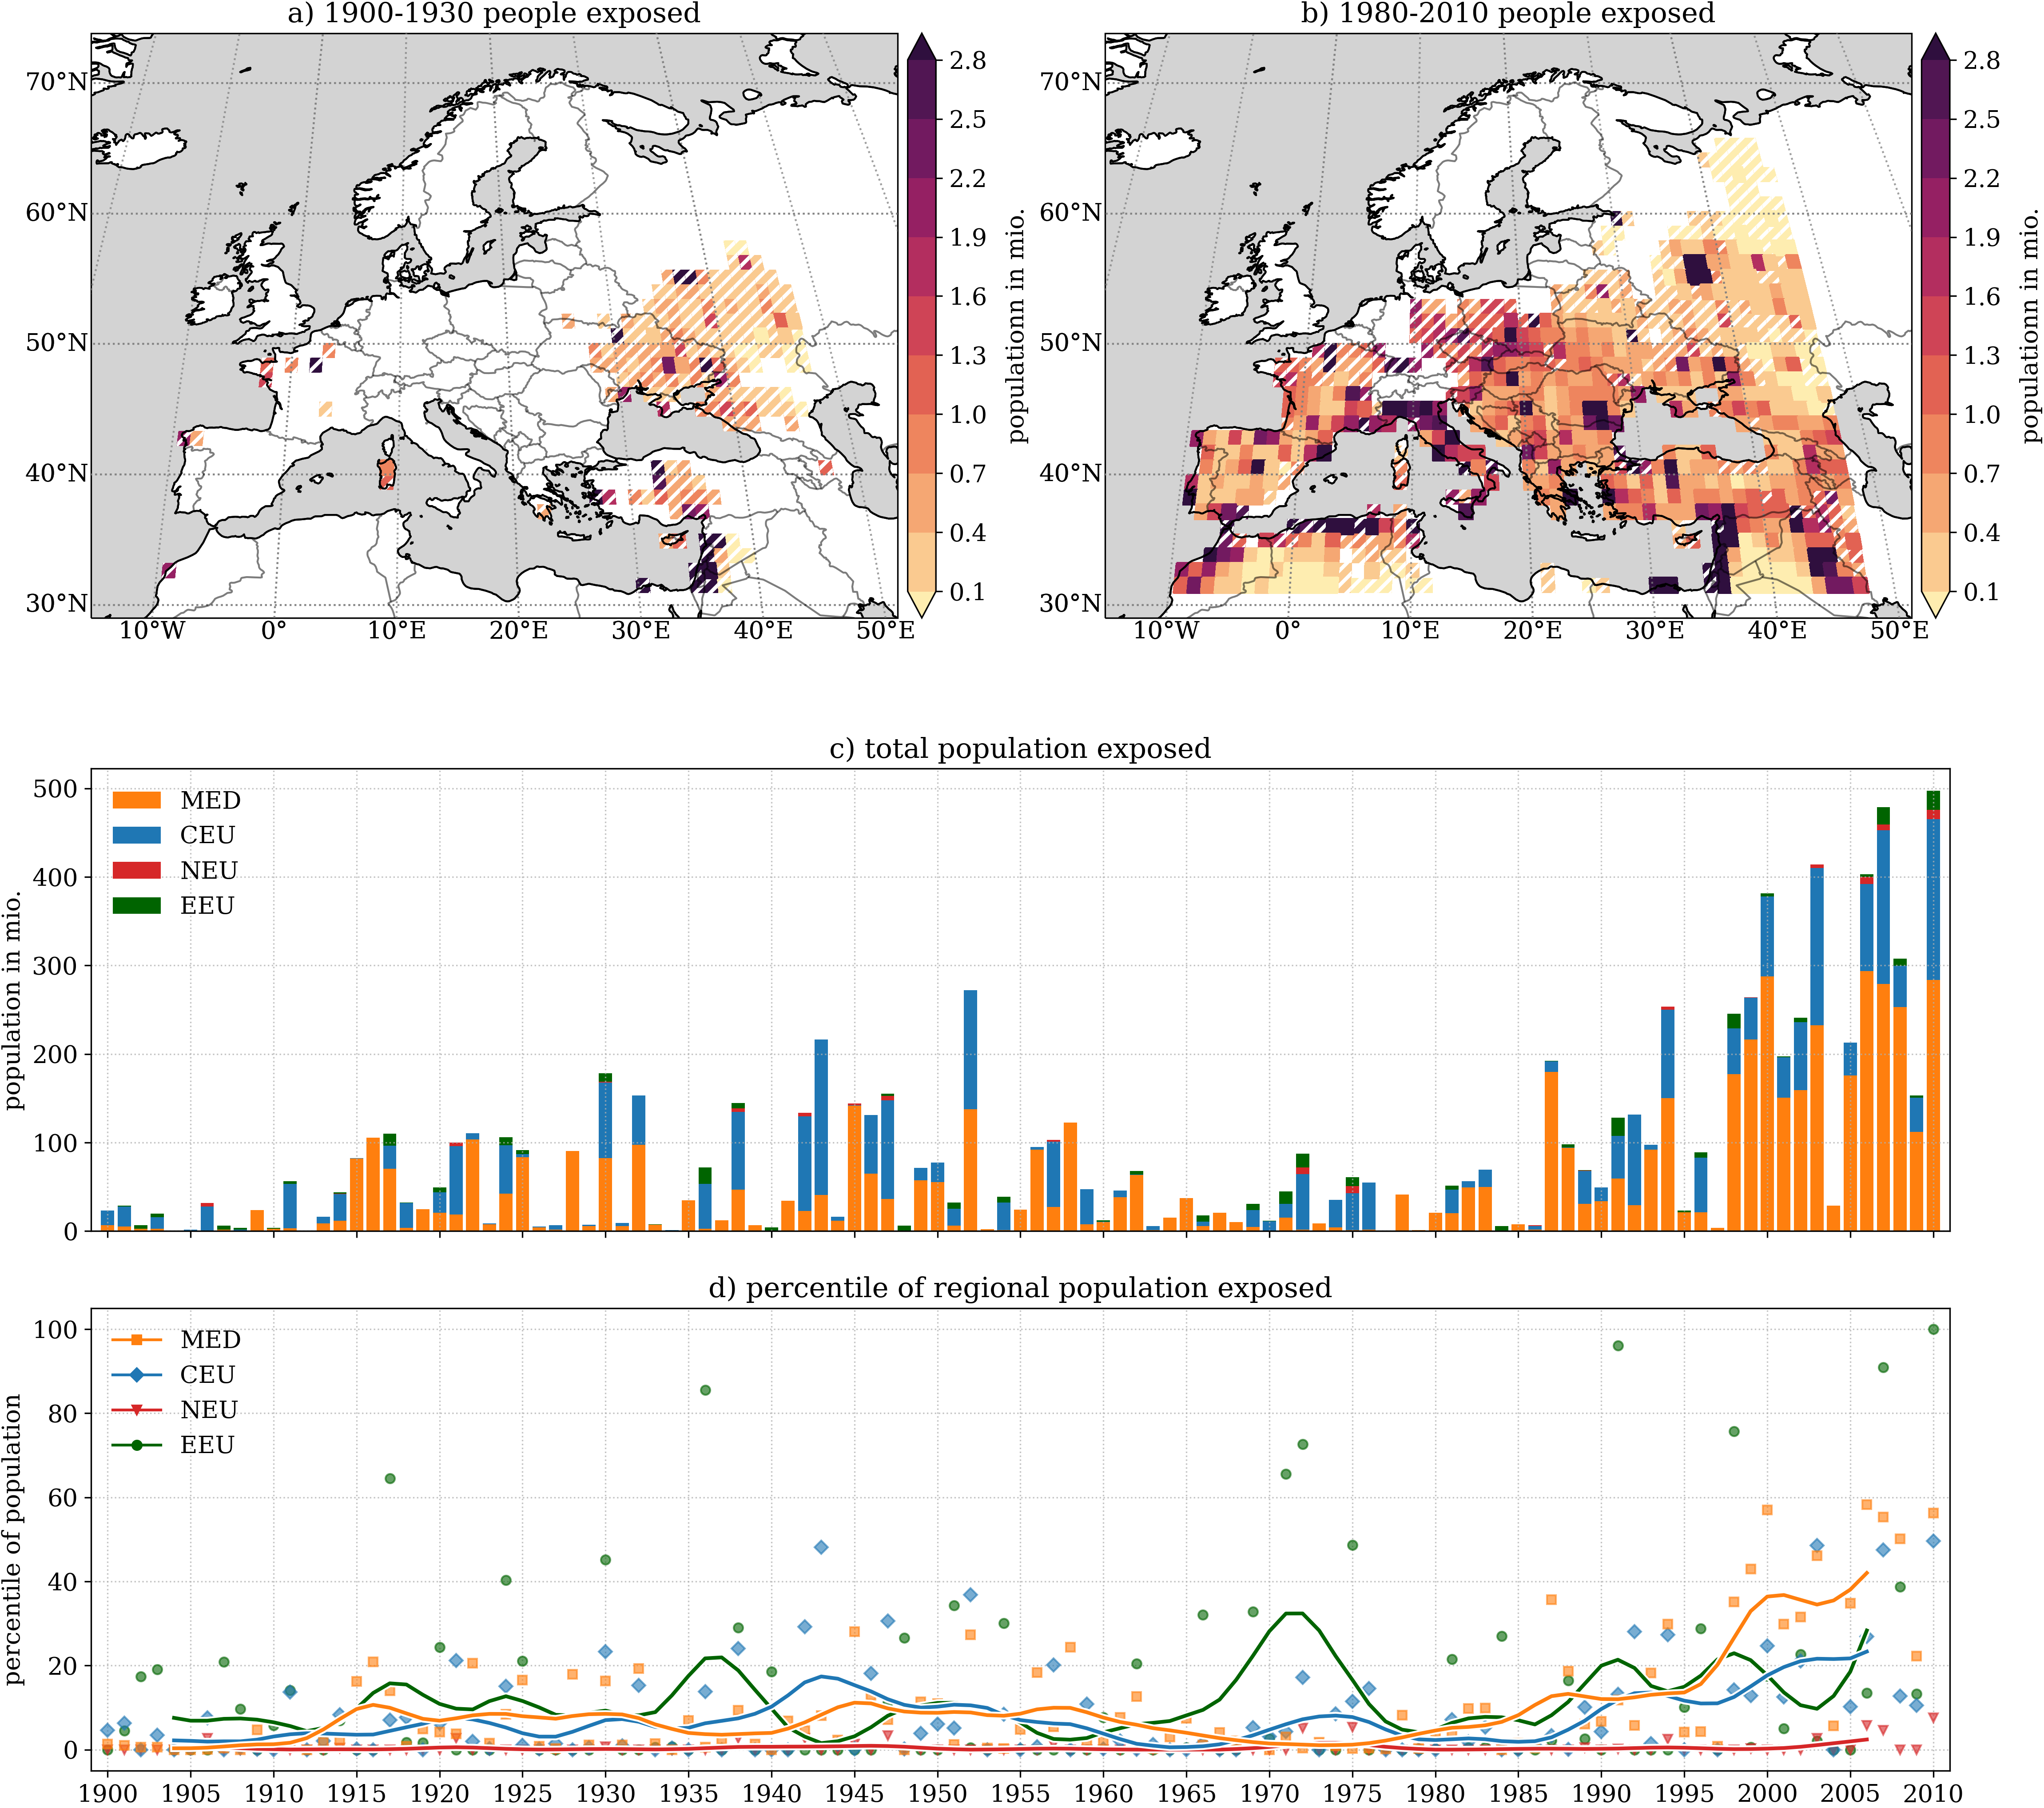 a) 1900-1930 people exposed
b) 1980-2010 people exposed
70°N
60°N
50°N
40°N
30°N
10°W 0° 10°E 20°E 30°E 40°E 50°E
2.8
2.5
2.2
1.9
1.6
1.3
1.0
0.7
0.4
0.1
populationn in mio.
70°N
60°N
50°N
40°N
30°N
10°W 0° 10°E 20°E 30°E 40°E 50°E
2.8
2.5
2.2
1.9
1.6
1.3
1.0
0.7
0.4
0.1
populationn in mio.
c) total population exposed
population in mio.
500
400
300
200
100
0
MED
CEU
NEU
EEU
d) percentile of regional population exposed
percentile of population
100
80
60
40
20
0
MED
CEU
NEU
EEU
1900 1905 1910 1915 1920 1925 1930 1935 1940 1945 1950 1955 1960 1965 1970 1975 1980 1985 1990 1995 2000 2005 2010